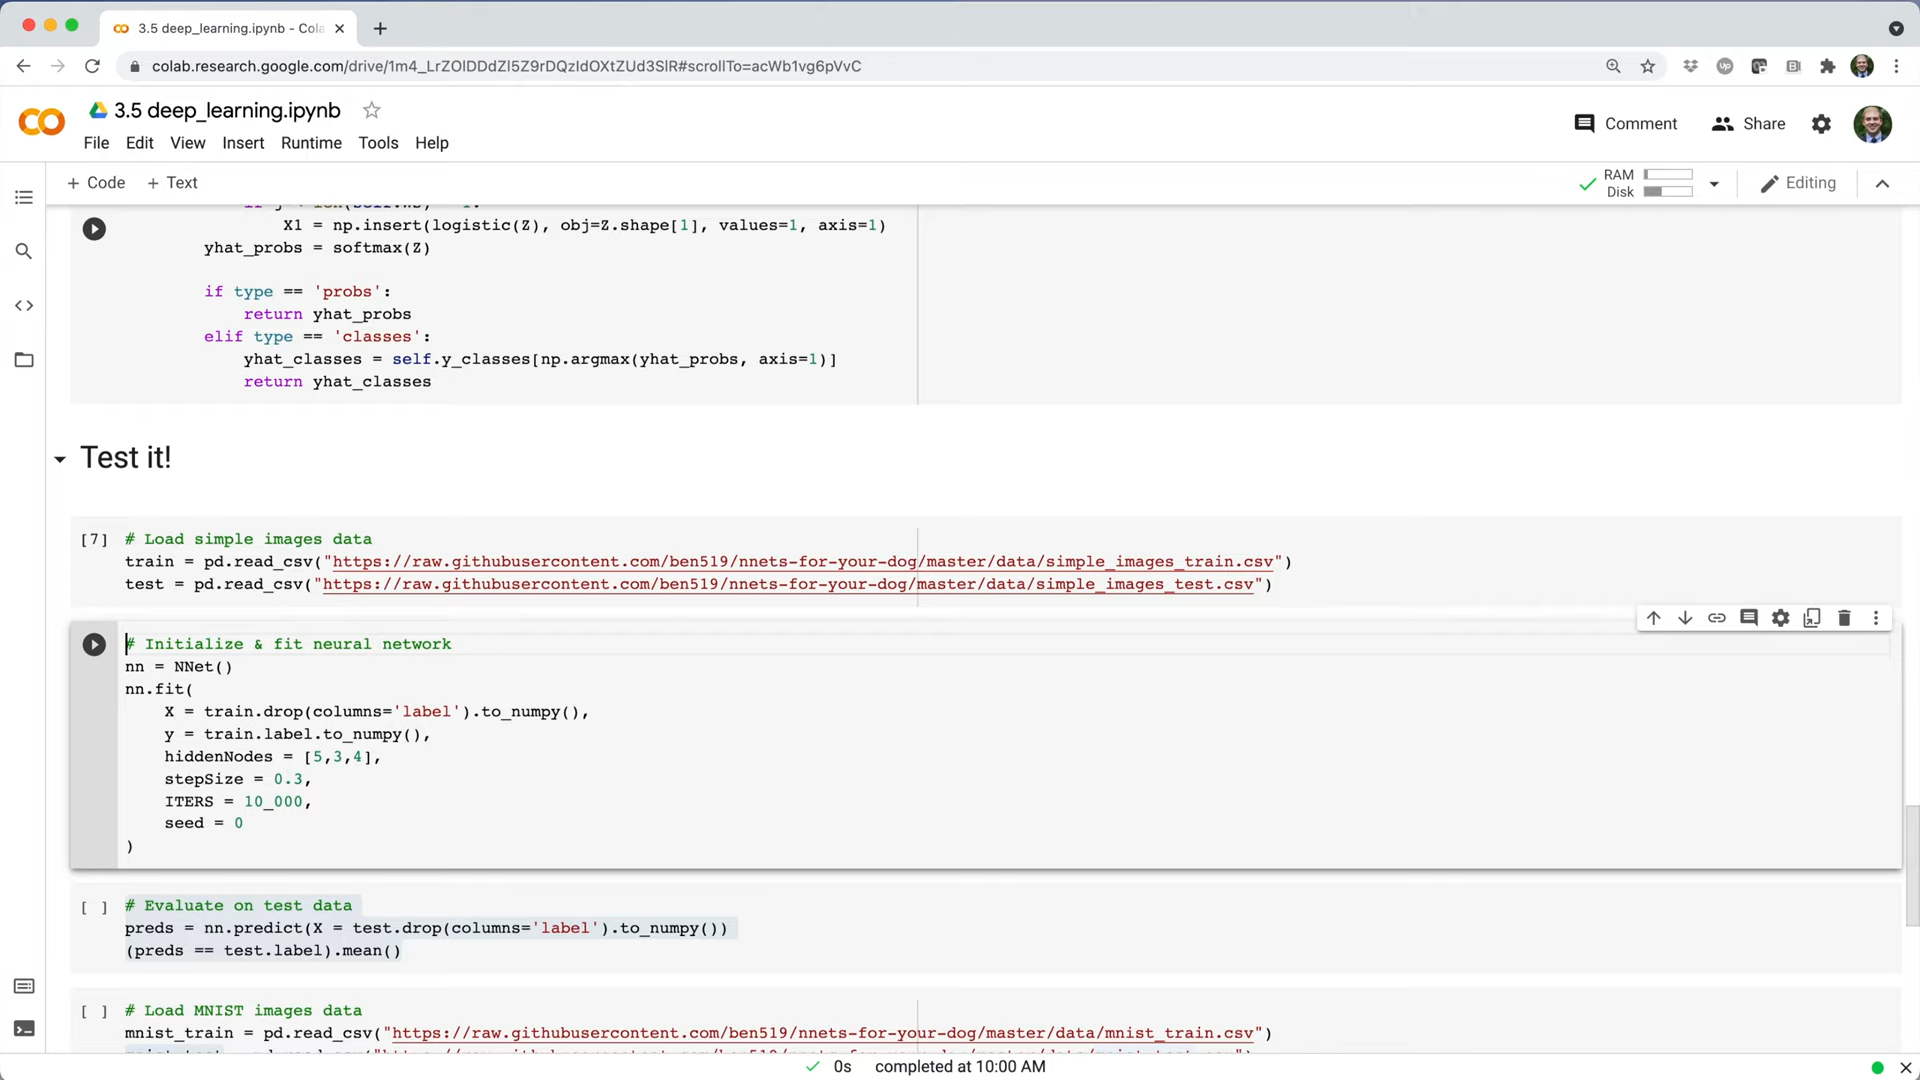 3.5 deep_learning.ipynb - Cola
colab.research.google.com/drive/1m4_LrZOlDDdZl5Z9rDQzIdOXtZUd3SlR#scrollTo=acWb1vg6pVvC
3.5 deep_learning.ipynb
Comment
Share
File Edit View Insert Runtime Tools Help
+ Code + Text
RAM
Disk
Editing
X1 = np.insert(logistic(Z), obj=Z.shape[1], values=1, axis=1)
yhat_probs = softmax(Z)
if type == 'probs':
return yhat_probs
elif type == 'classes':
yhat_classes = self.y_classes[np.argmax(yhat_probs, axis=1)]
return yhat_classes
Test it!
[7] # Load simple images data
train = pd.read_csv("https://raw.githubusercontent.com/ben519/nnets-for-your-dog/master/data/simple_images_train.csv")
test = pd.read_csv("https://raw.githubusercontent.com/ben519/nnets-for-your-dog/master/data/simple_images_test.csv")
# Initialize & fit neural network
nn = NNet()
nn.fit(
X = train.drop(columns='label').to_numpy(),
y = train.label.to_numpy(),
hiddenNodes = [5,3,4],
stepSize = 0.3,
ITERS = 10_000,
seed = 0
)
[ ] # Evaluate on test data
preds = nn.predict(X = test.drop(columns='label').to_numpy())
(preds == test.label).mean()
[ ] # Load MNIST images data
mnist_train = pd.read_csv("https://raw.githubusercontent.com/ben519/nnets-for-your-dog/master/data/mnist_train.csv")
0s completed at 10:00 AM